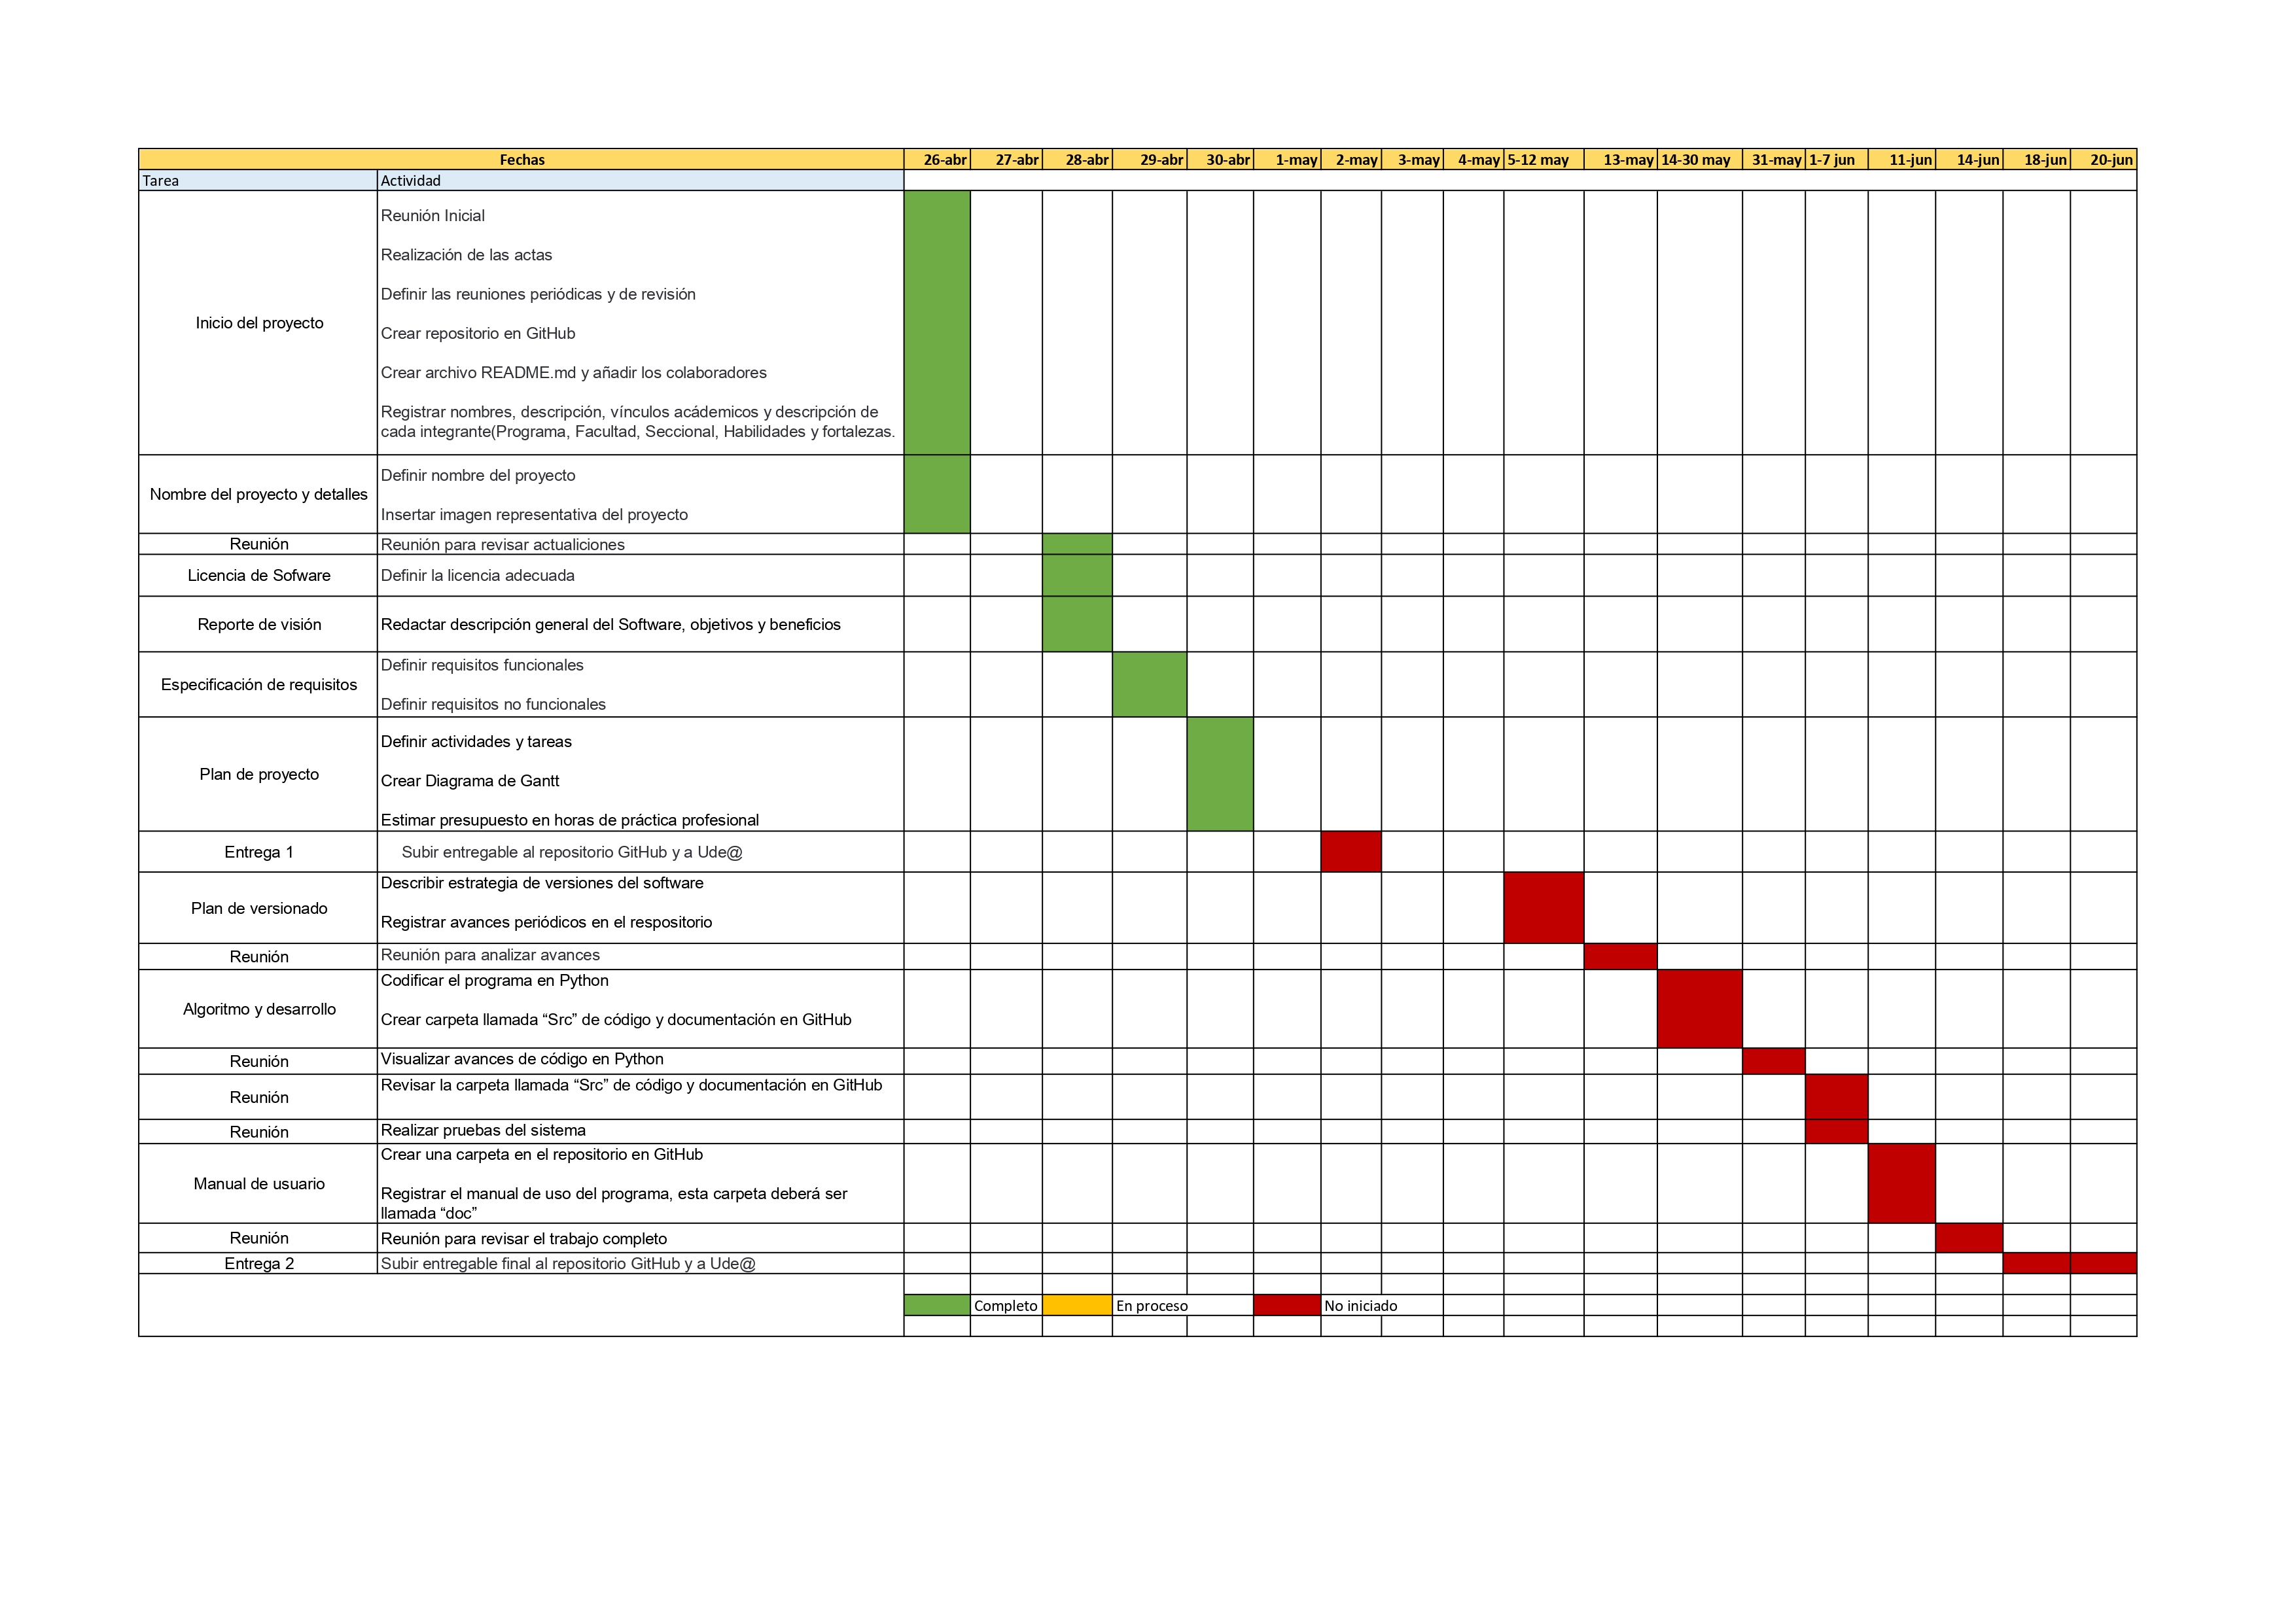 Fechas 26-abr 27-abr 28-abr 29-abr 30-abr 1-may 2-may 3-may 4-may 5-12 may 13-may 14-30 may 31-may 1-7 jun 11-jun 14-jun 18-jun 20-jun
Tarea Actividad
Inicio del proyecto
Reunión Inicial
Realización de las actas
Definir las reuniones periódicas y de revisión
Crear repositorio en GitHub
Crear archivo README.md y añadir los colaboradores
Registrar nombres, descripción, vínculos acádemicos y descripción de
cada integrante(Programa, Facultad, Seccional, Habilidades y fortalezas.
Nombre del proyecto y detalles
Definir nombre del proyecto
Insertar imagen representativa del proyecto
Reunión Reunión para revisar actualiciones
Licencia de Sofware Definir la licencia adecuada
Reporte de visión Redactar descripción general del Software, objetivos y beneficios
Especificación de requisitos
Definir requisitos funcionales
Definir requisitos no funcionales
Plan de proyecto
Definir actividades y tareas
Crear Diagrama de Gantt
Estimar presupuesto en horas de práctica profesional
Entrega 1 Subir entregable al repositorio GitHub y a Ude@
Plan de versionado
Describir estrategia de versiones del software
Registrar avances periódicos en el respositorio
Reunión Reunión para analizar avances
Algoritmo y desarrollo
Codificar el programa en Python
Crear carpeta llamada “Src” de código y documentación en GitHub
Reunión Visualizar avances de código en Python
Reunión Revisar la carpeta llamada “Src” de código y documentación en GitHub
Reunión Realizar pruebas del sistema
Manual de usuario
Crear una carpeta en el repositorio en GitHub
Registrar el manual de uso del programa, esta carpeta deberá ser
llamada “doc”
Reunión Reunión para revisar el trabajo completo
Entrega 2 Subir entregable final al repositorio GitHub y a Ude@
Completo En proceso No iniciado